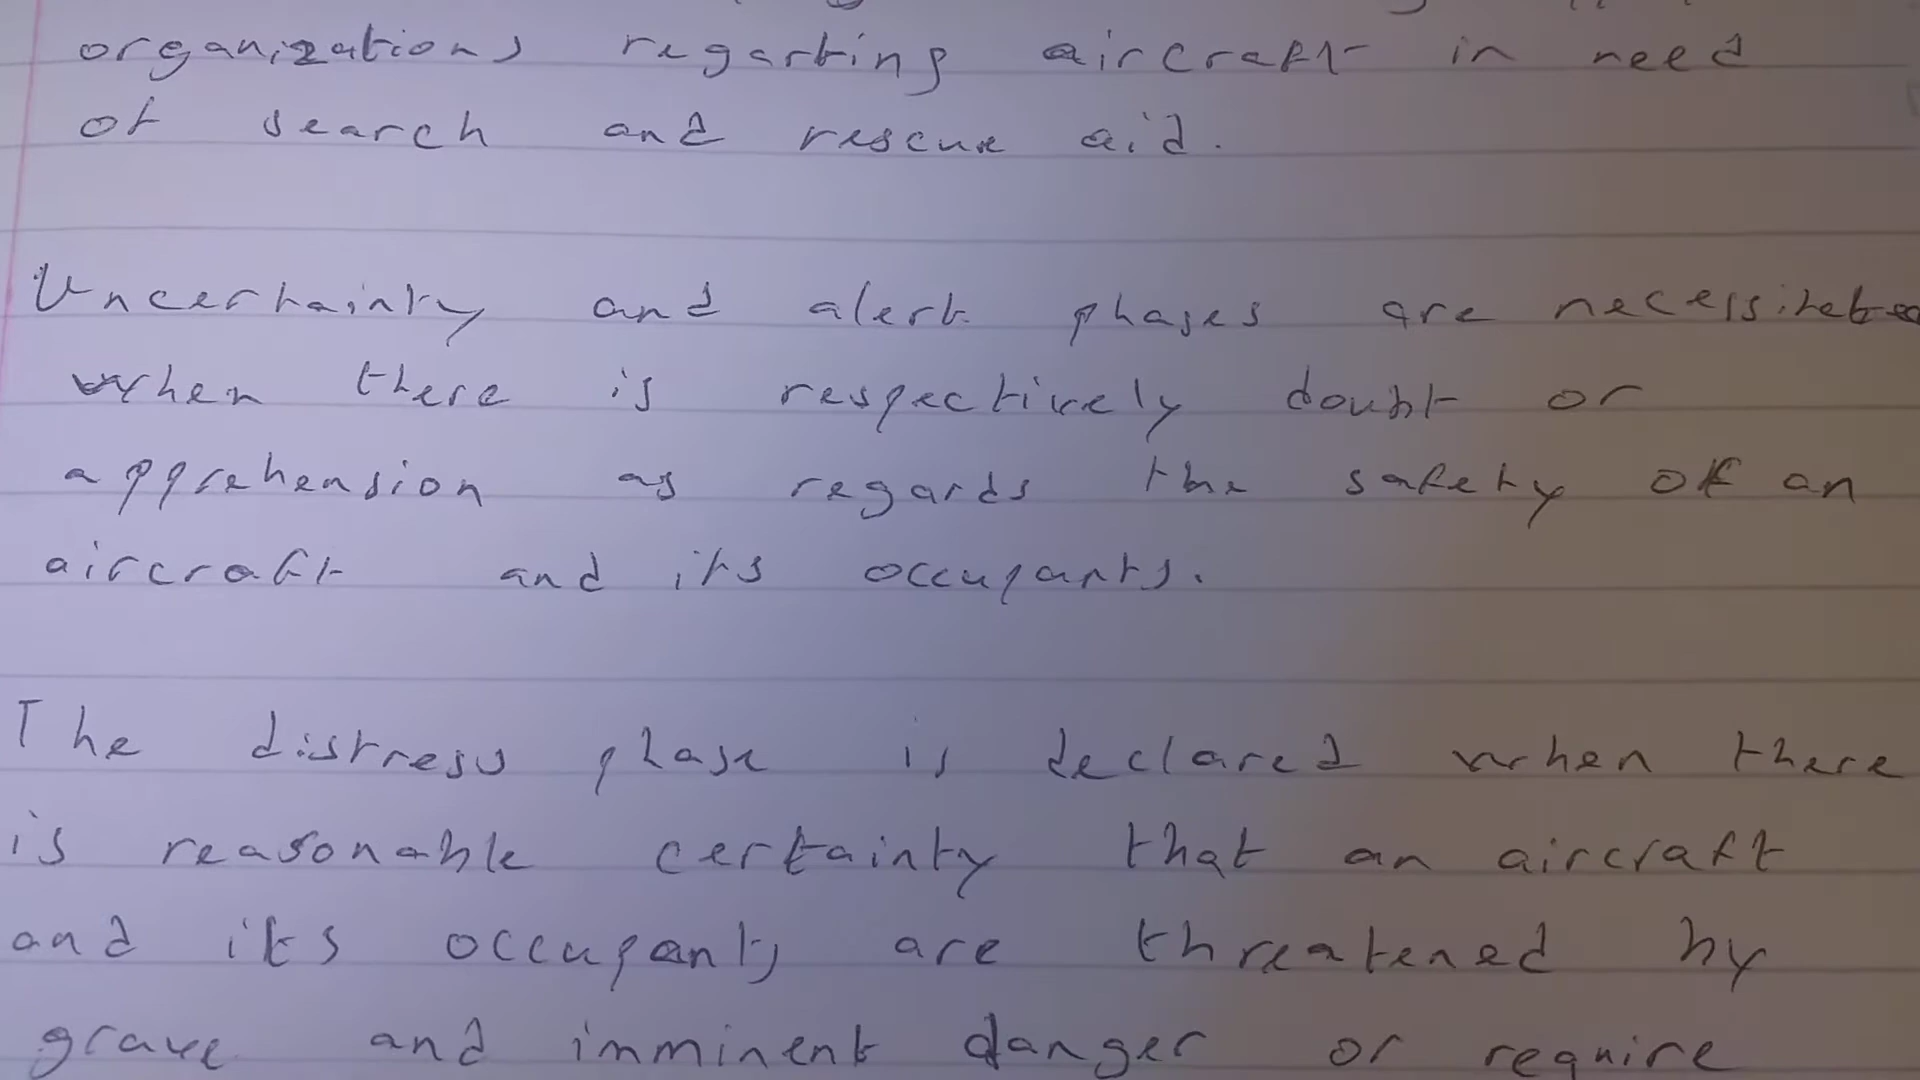 organizations regarding aircraft in need
of search and rescue aid.
Uncertainty and alert phases are necessitated
when there is respectively doubt or
apprehension as regards the safety of an
aircraft and its occupants.
The distress phase is declared when there
is reasonable certainty that an aircraft
and its occupants are threatened by
grave and imminent danger or require